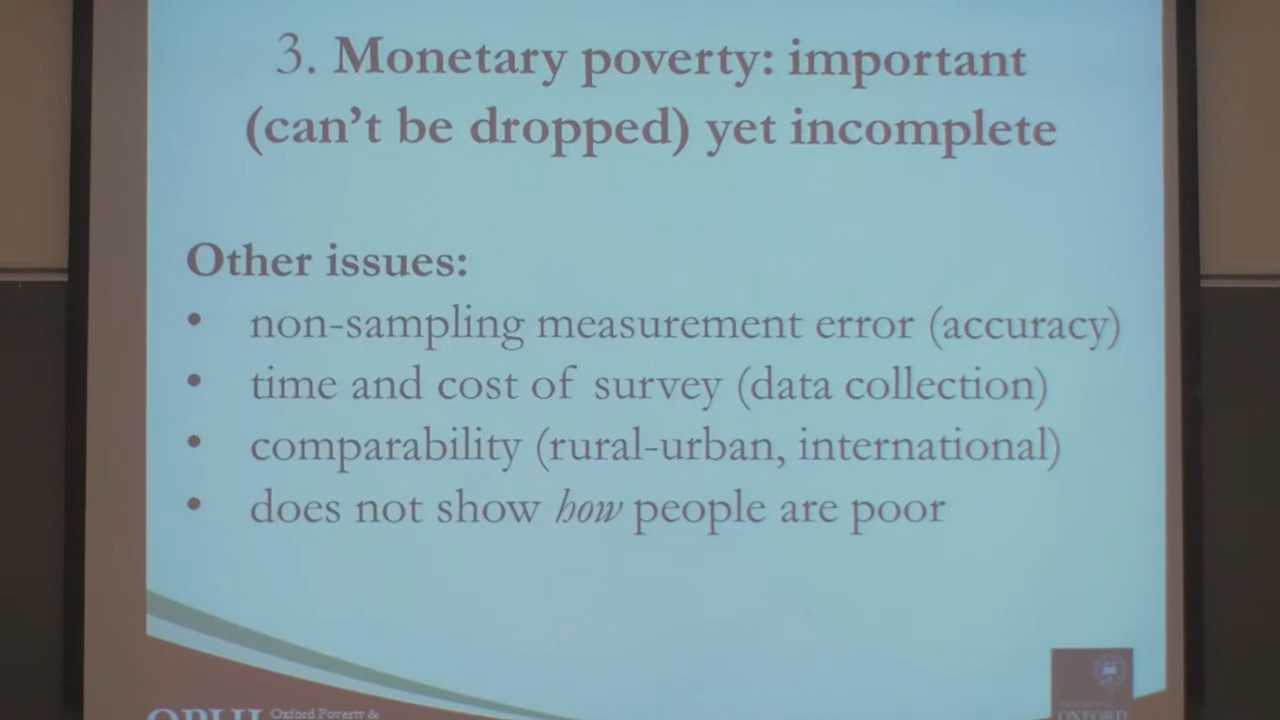 3. Monetary poverty: important
(can't be dropped) yet incomplete
Other issues:
• non-sampling measurement error (accuracy)
• time and cost of survey (data collection)
• comparability (rural-urban, international)
• does not show how people are poor
OPHI Oxford Poverty &
OXFORD